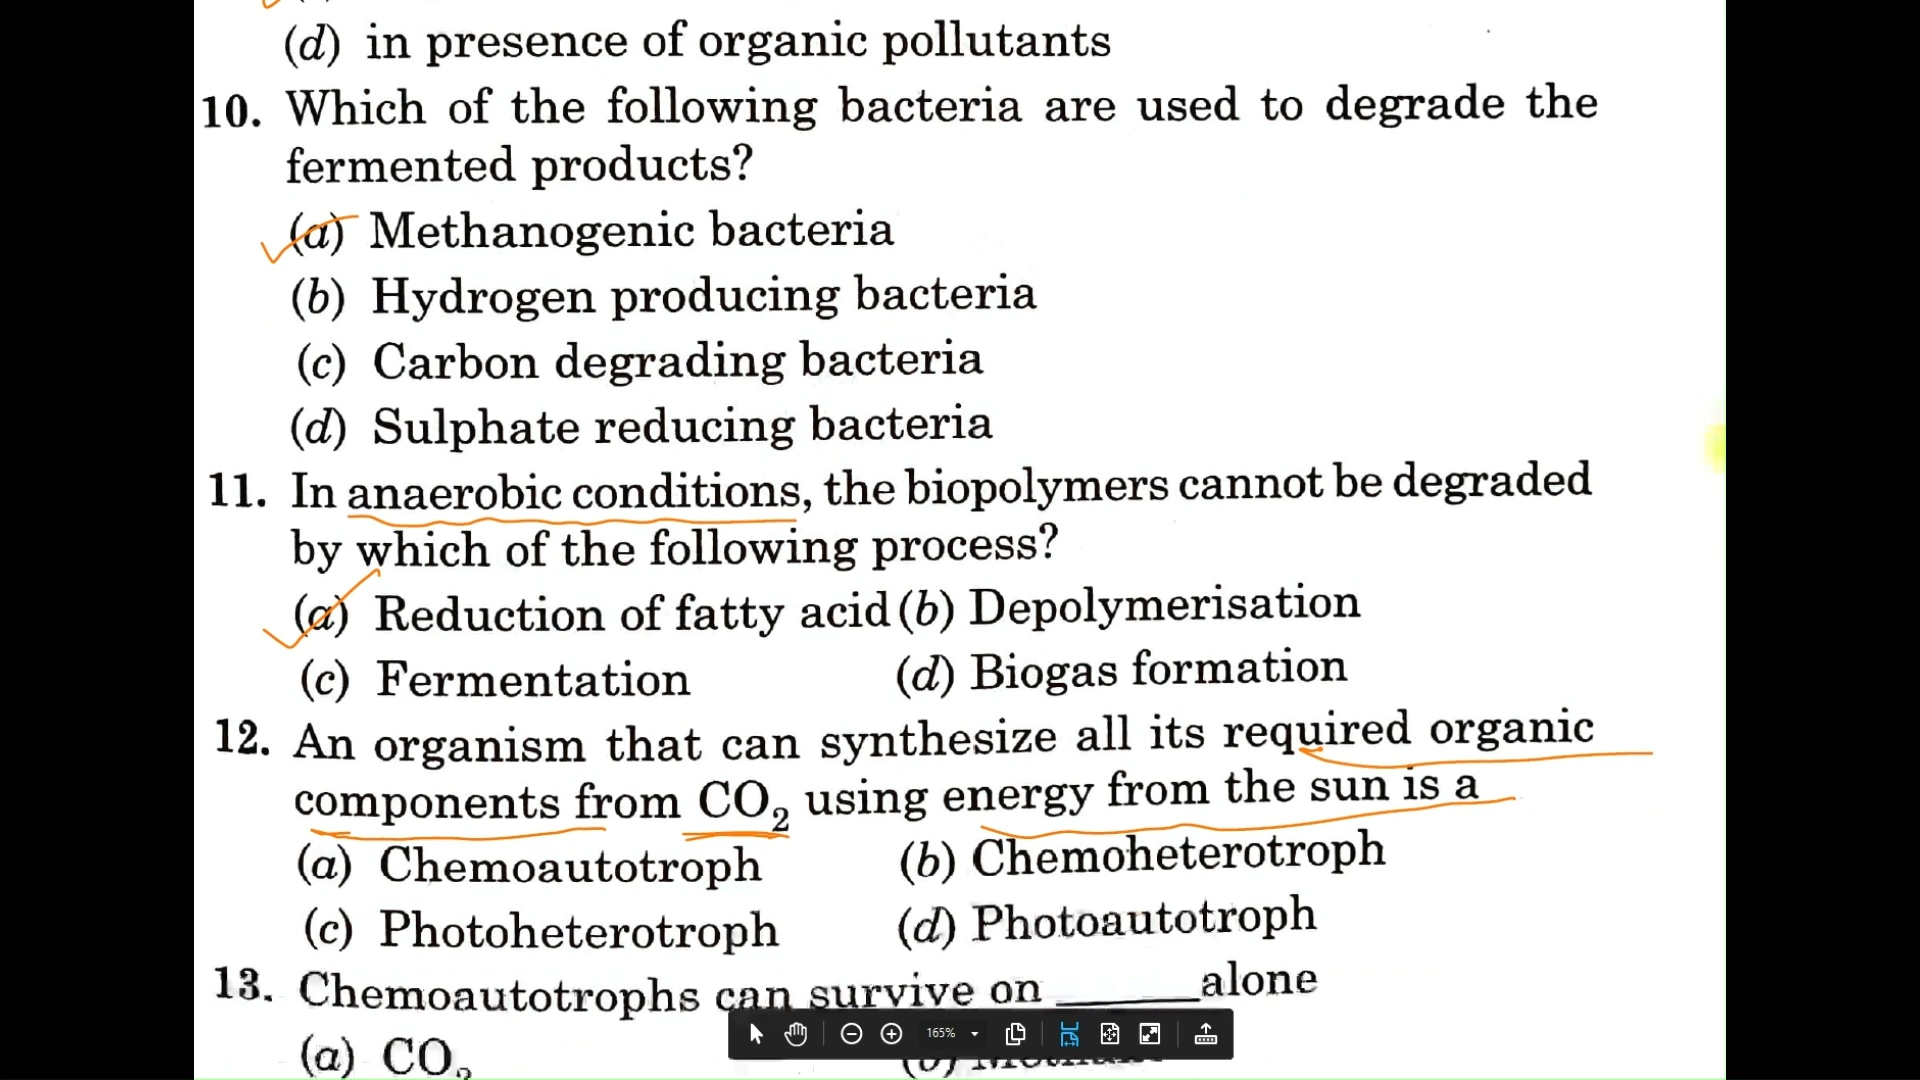 (d) in presence of organic pollutants
10. Which of the following bacteria are used to degrade the
fermented products?
(a) Methanogenic bacteria
(b) Hydrogen producing bacteria
(c) Carbon degrading bacteria
(d) Sulphate reducing bacteria
11. In anaerobic conditions, the biopolymers cannot be degraded
by which of the following process?
(a) Reduction of fatty acid (b) Depolymerisation
(c) Fermentation (d) Biogas formation
12. An organism that can synthesize all its required organic
components from CO₂ using energy from the sun is a
(a) Chemoautotroph (b) Chemoheterotroph
(c) Photoheterotroph (d) Photoautotroph
13. Chemoautotrophs can survive on ______ alone
165%
(a) CO₂ (b)